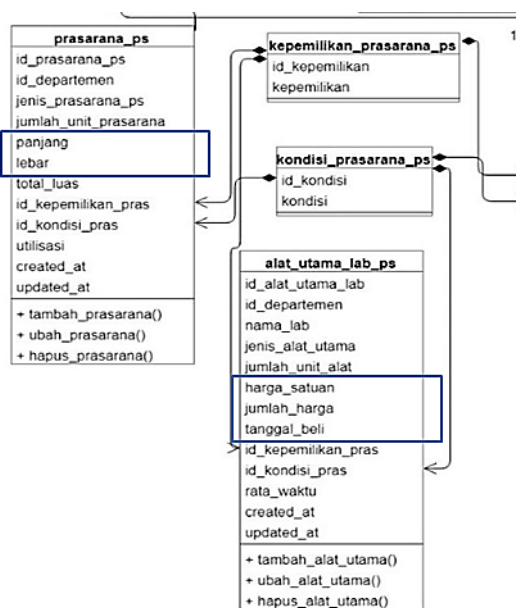 prasarana_ps
id_prasarana_ps
id_departemen
jenis_prasarana_ps
jumlah_unit_prasarana
panjang
lebar
total_luas
id_kepemilikan_pras
id_kondisi_pras
utilisasi
created_at
updated_at
+ tambah_prasarana()
+ ubah_prasarana()
+ hapus_prasarana()
kepemilikan_prasarana_ps
id_kepemilikan
kepemilikan
1
kondisi_prasarana_ps
id_kondisi
kondisi
alat_utama_lab_ps
id_alat_utama_lab
id_departemen
nama_lab
jenis_alat_utama
jumlah_unit_alat
harga_satuan
jumlah_harga
tanggal_beli
id_kepemilikan_pras
id_kondisi_pras
rata_waktu
created_at
updated_at
+ tambah_alat_utama()
+ ubah_alat_utama()
+ hapus_alat_utama()